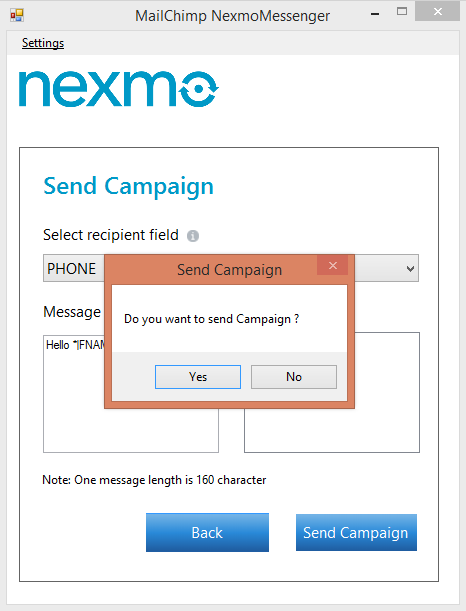 MailChimp NexmoMessenger
Settings
nexmo
Send Campaign
Select recipient field
PHONE
Send Campaign
Do you want to send Campaign ?
Yes No
Message
Hello *|FNAM
Note: One message length is 160 character
Back Send Campaign